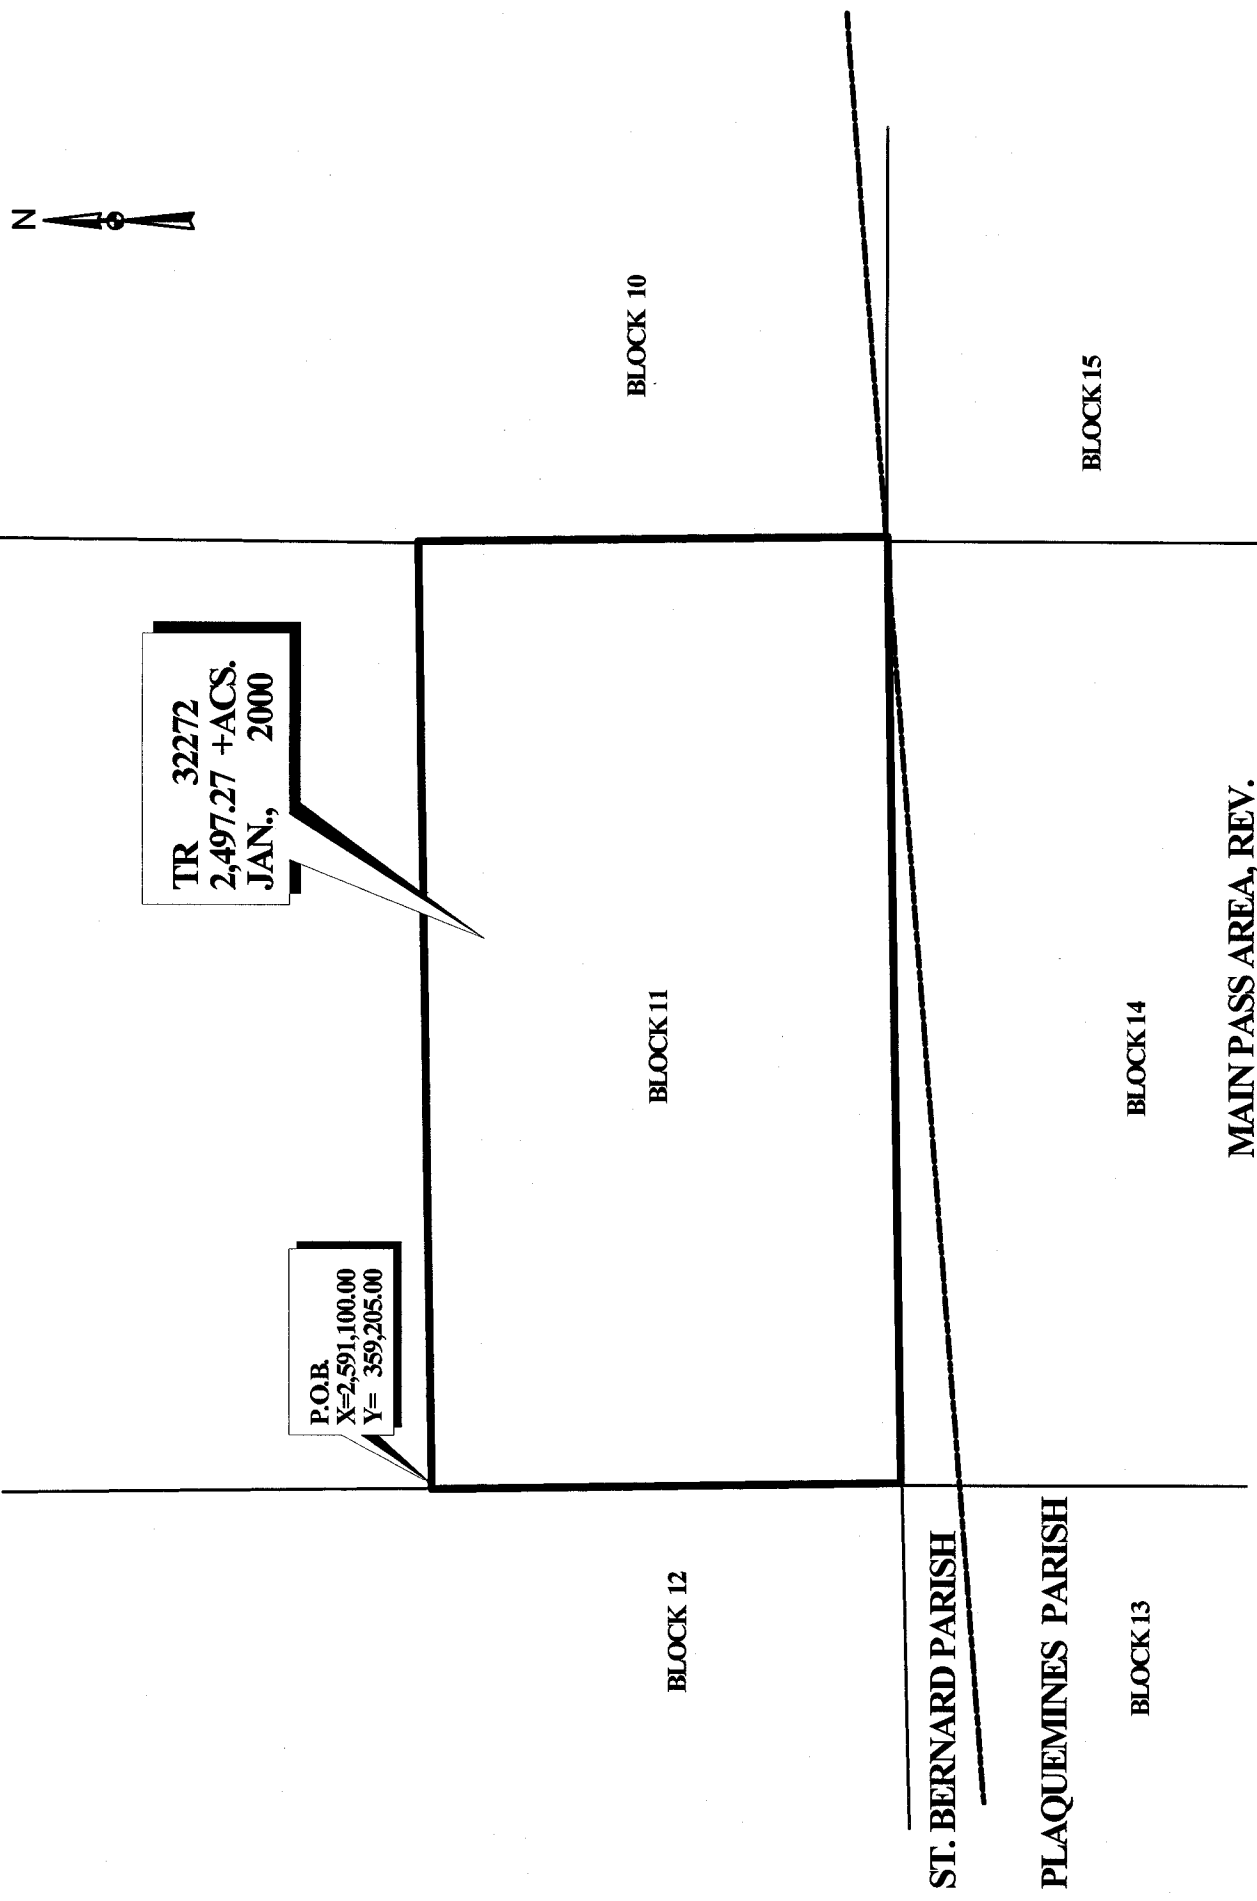 N
TR 32272
2,497.27 +ACS.
JAN., 2000
P.O.B.
X=2,591,100.00
Y= 359,205.00
BLOCK 12
BLOCK 11
BLOCK 10
ST. BERNARD PARISH
PLAQUEMINES PARISH
BLOCK 13
BLOCK 14
BLOCK 15
MAIN PASS AREA, REV.